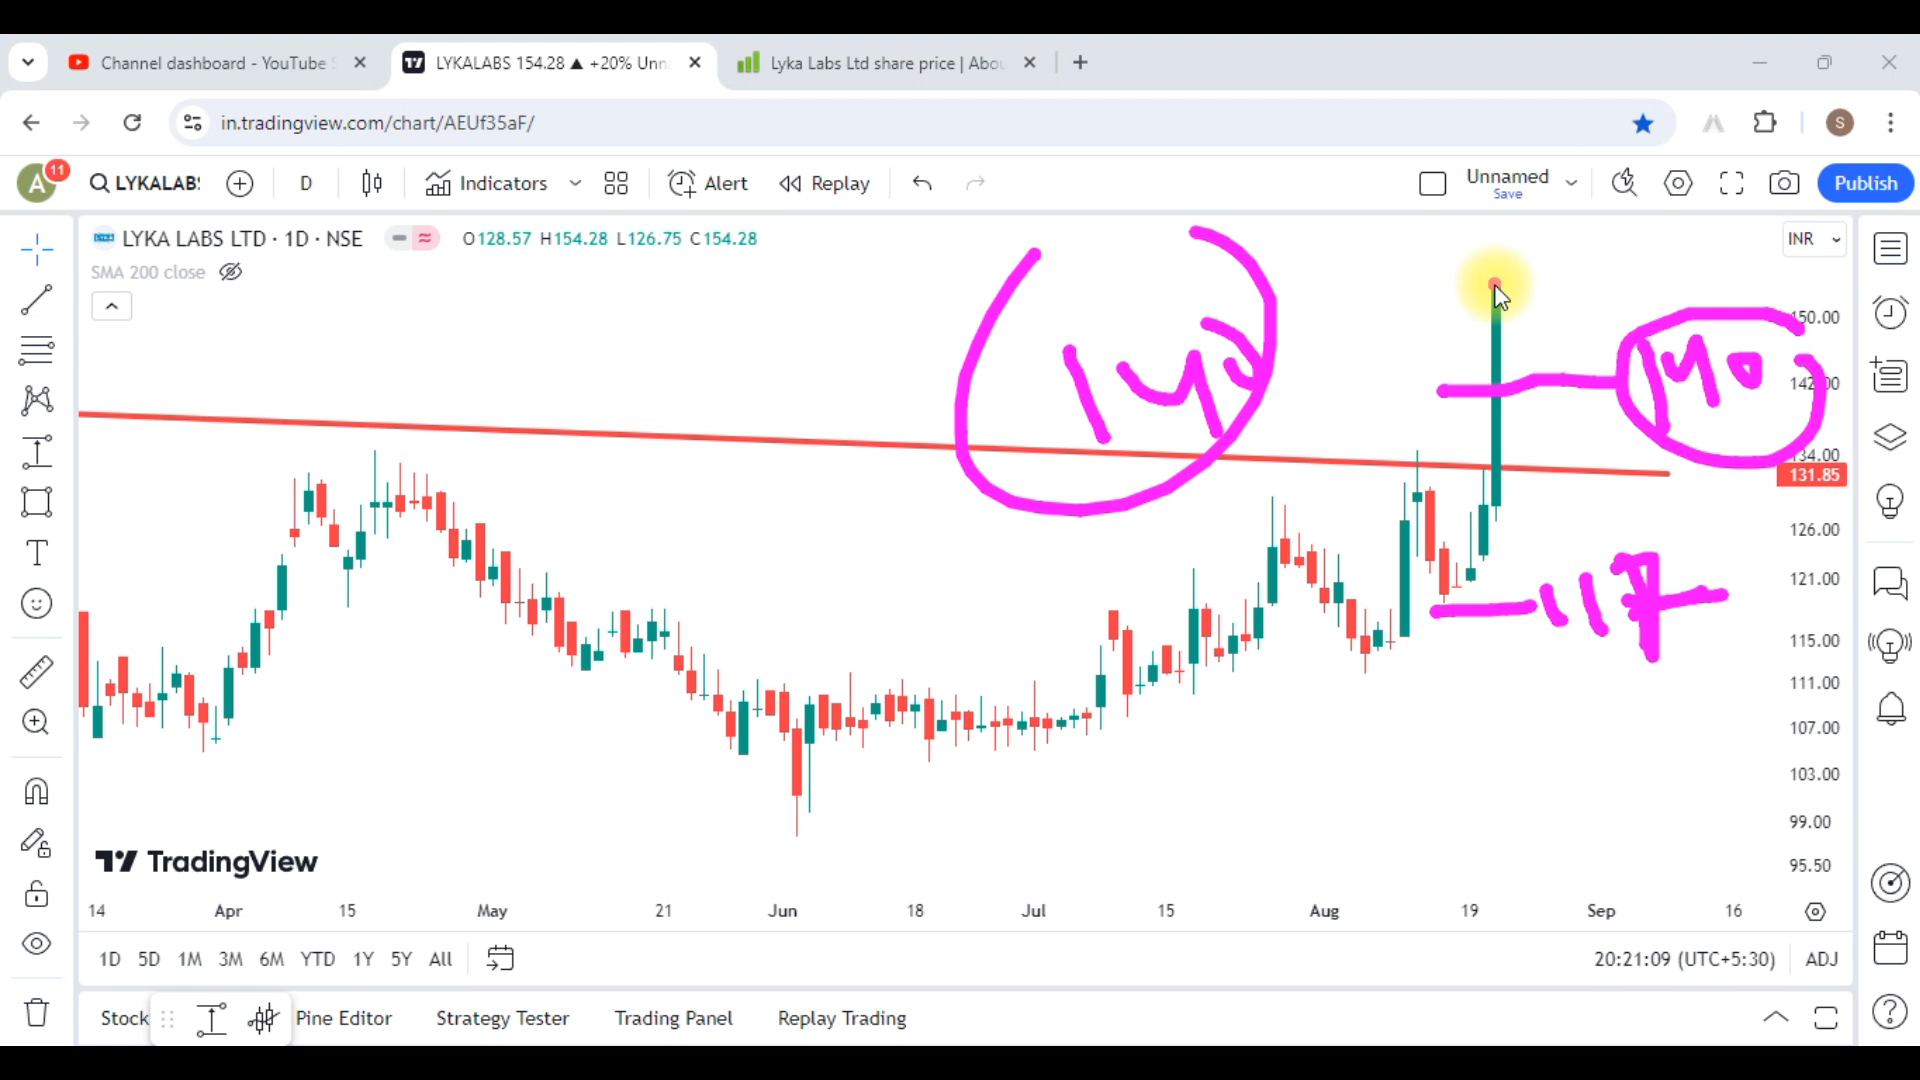 Channel dashboard - YouTube S
LYKALABS 154.28 ▲ +20% Unn
Lyka Labs Ltd share price | Abou
in.tradingview.com/chart/AEUf35aF/
S
A 11 LYKALABS D Indicators Alert Replay Unnamed Save Publish
LYKA LABS LTD · 1D · NSE O128.57 H154.28 L126.75 C154.28
INR
SMA 200 close
150.00
140
142.00
134.00
131.85
126.00
121.00
117
115.00
111.00
107.00
103.00
99.00
95.50
TradingView
14 Apr 15 May 21 Jun 18 Jul 15 Aug 19 Sep 16
1D 5D 1M 3M 6M YTD 1Y 5Y All 20:21:09 (UTC+5:30) ADJ
Stock Pine Editor Strategy Tester Trading Panel Replay Trading